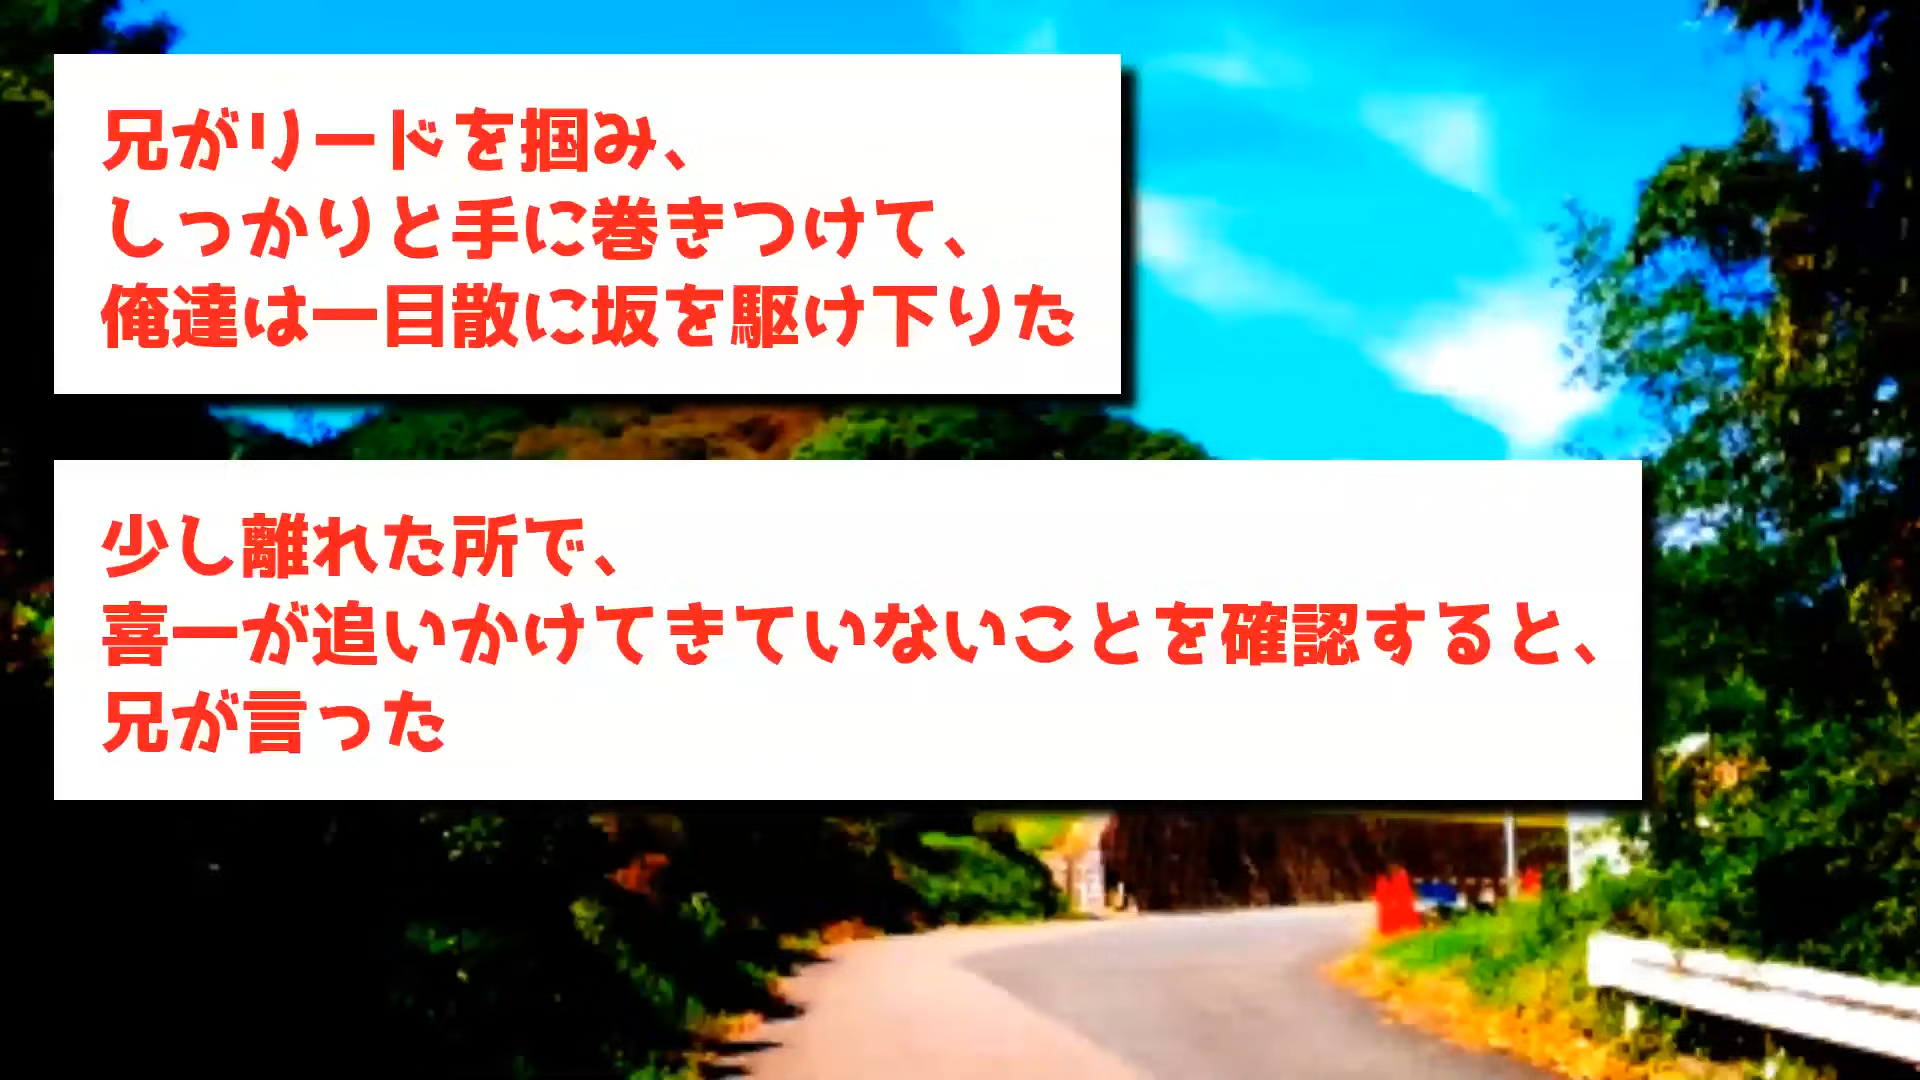 兄がリードを掴み、
しっかりと手に巻きつけて、
俺達は一目散に坂を駆け下りた
少し離れた所で、
喜一が追いかけてきていないことを確認すると、
兄が言った